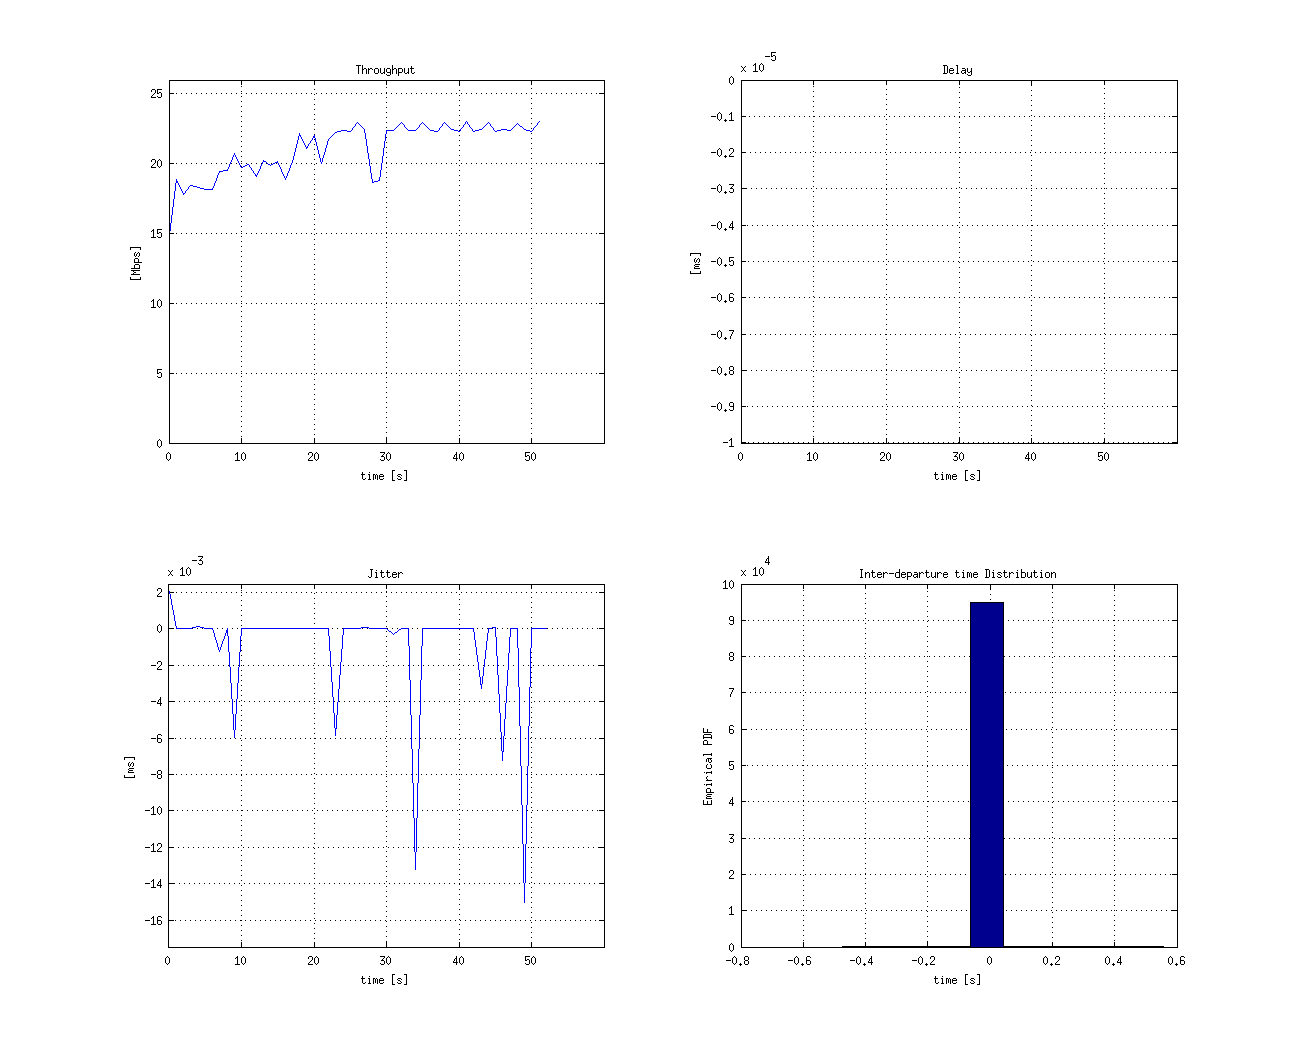 Throughput
25
20
15
10
5
0
[Mbps]
0 10 20 30 40 50
time [s]
x 10^-5
Delay
0
-0.1
-0.2
-0.3
-0.4
-0.5
-0.6
-0.7
-0.8
-0.9
-1
[ms]
0 10 20 30 40 50
time [s]
x 10^-3
Jitter
2
0
-2
-4
-6
-8
-10
-12
-14
-16
[ms]
0 10 20 30 40 50
time [s]
x 10^4
Inter-departure time Distribution
10
9
8
7
6
5
4
3
2
1
0
Empirical PDF
-0.8 -0.6 -0.4 -0.2 0 0.2 0.4 0.6
time [s]